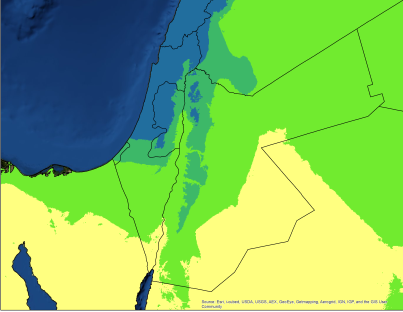 Source: Esri, i-cubed, USDA, USGS, AEX, GeoEye, Getmapping, Aerogrid, IGN, IGP, and the GIS User
Community